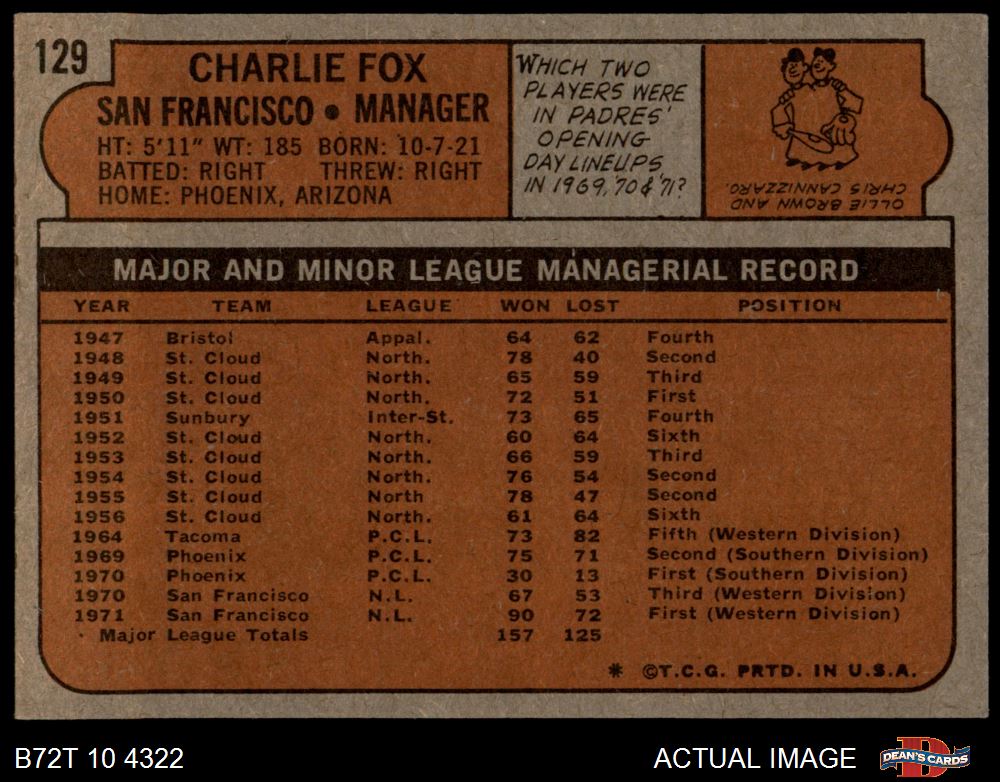 129
CHARLIE FOX
SAN FRANCISCO • MANAGER
HT: 5'11" WT: 185 BORN: 10-7-21
BATTED: RIGHT THREW: RIGHT
HOME: PHOENIX, ARIZONA
WHICH TWO
PLAYERS WERE
IN PADRES'
OPENING
DAY LINEUPS
IN 1969, '70 & '71?
OLLIE BROWN AND
CHRIS CANNIZZARO.
MAJOR AND MINOR LEAGUE MANAGERIAL RECORD
YEAR TEAM LEAGUE WON LOST POSITION
1947 Bristol Appal. 64 62 Fourth
1948 St. Cloud North. 78 40 Second
1949 St. Cloud North. 65 59 Third
1950 St. Cloud North. 72 51 First
1951 Sunbury Inter-St. 73 65 Fourth
1952 St. Cloud North. 60 64 Sixth
1953 St. Cloud North. 66 59 Third
1954 St. Cloud North. 76 54 Second
1955 St. Cloud North 78 47 Second
1956 St. Cloud North. 61 64 Sixth
1964 Tacoma P.C.L. 73 82 Fifth (Western Division)
1969 Phoenix P.C.L. 75 71 Second (Southern Division)
1970 Phoenix P.C.L. 30 13 First (Southern Division)
1970 San Francisco N.L. 67 53 Third (Western Division)
1971 San Francisco N.L. 90 72 First (Western Division)
Major League Totals 157 125
* ©T.C.G. PRTD. IN U.S.A.
B72T 10 4322 ACTUAL IMAGE DEAN'S CARDS